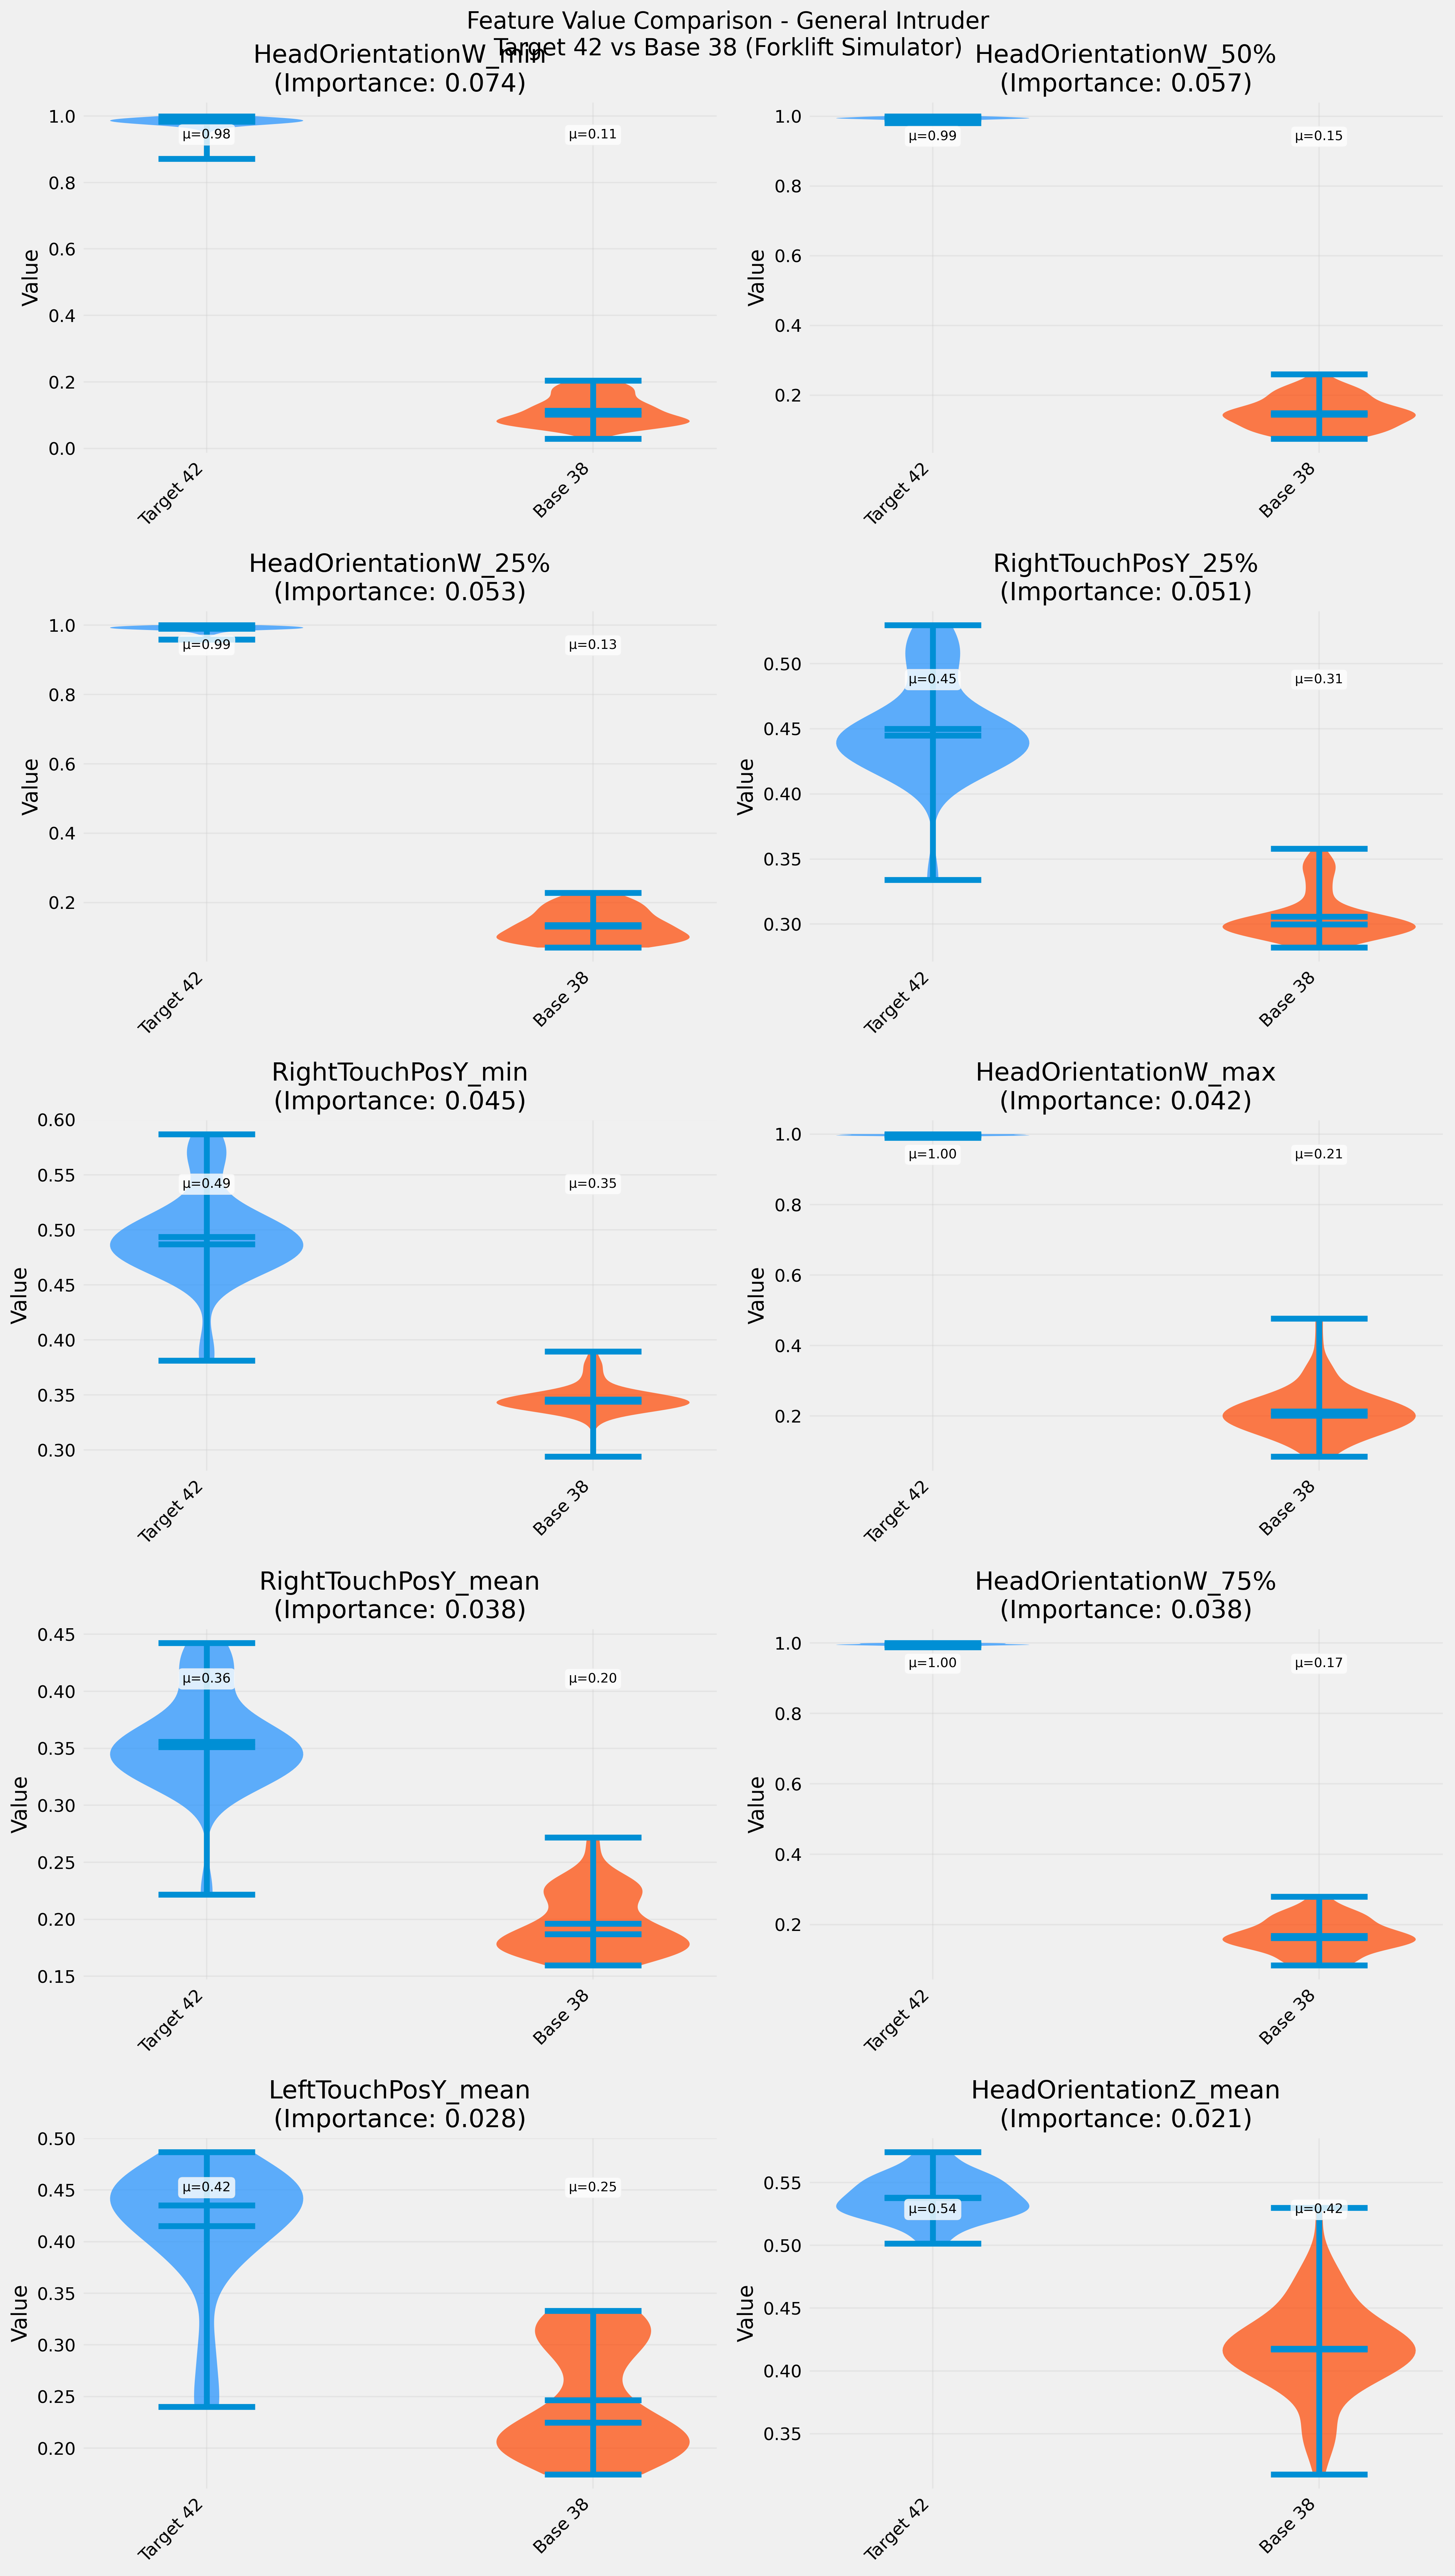 Feature Value Comparison - General Intruder
Target 42 vs Base 38 (Forklift Simulator)
HeadOrientationW_min
(Importance: 0.074)
1.0
0.8
0.6
0.4
0.2
0.0
Value
μ=0.98
μ=0.11
Target 42
Base 38
HeadOrientationW_50%
(Importance: 0.057)
1.0
0.8
0.6
0.4
0.2
Value
μ=0.99
μ=0.15
Target 42
Base 38
HeadOrientationW_25%
(Importance: 0.053)
1.0
0.8
0.6
0.4
0.2
Value
μ=0.99
μ=0.13
Target 42
Base 38
RightTouchPosY_25%
(Importance: 0.051)
0.50
0.45
0.40
0.35
0.30
Value
μ=0.45
μ=0.31
Target 42
Base 38
RightTouchPosY_min
(Importance: 0.045)
0.60
0.55
0.50
0.45
0.40
0.35
0.30
Value
μ=0.49
μ=0.35
Target 42
Base 38
HeadOrientationW_max
(Importance: 0.042)
1.0
0.8
0.6
0.4
0.2
Value
μ=1.00
μ=0.21
Target 42
Base 38
RightTouchPosY_mean
(Importance: 0.038)
0.45
0.40
0.35
0.30
0.25
0.20
0.15
Value
μ=0.36
μ=0.20
Target 42
Base 38
HeadOrientationW_75%
(Importance: 0.038)
1.0
0.8
0.6
0.4
0.2
Value
μ=1.00
μ=0.17
Target 42
Base 38
LeftTouchPosY_mean
(Importance: 0.028)
0.50
0.45
0.40
0.35
0.30
0.25
0.20
Value
μ=0.42
μ=0.25
Target 42
Base 38
HeadOrientationZ_mean
(Importance: 0.021)
0.55
0.50
0.45
0.40
0.35
Value
μ=0.54
μ=0.42
Target 42
Base 38